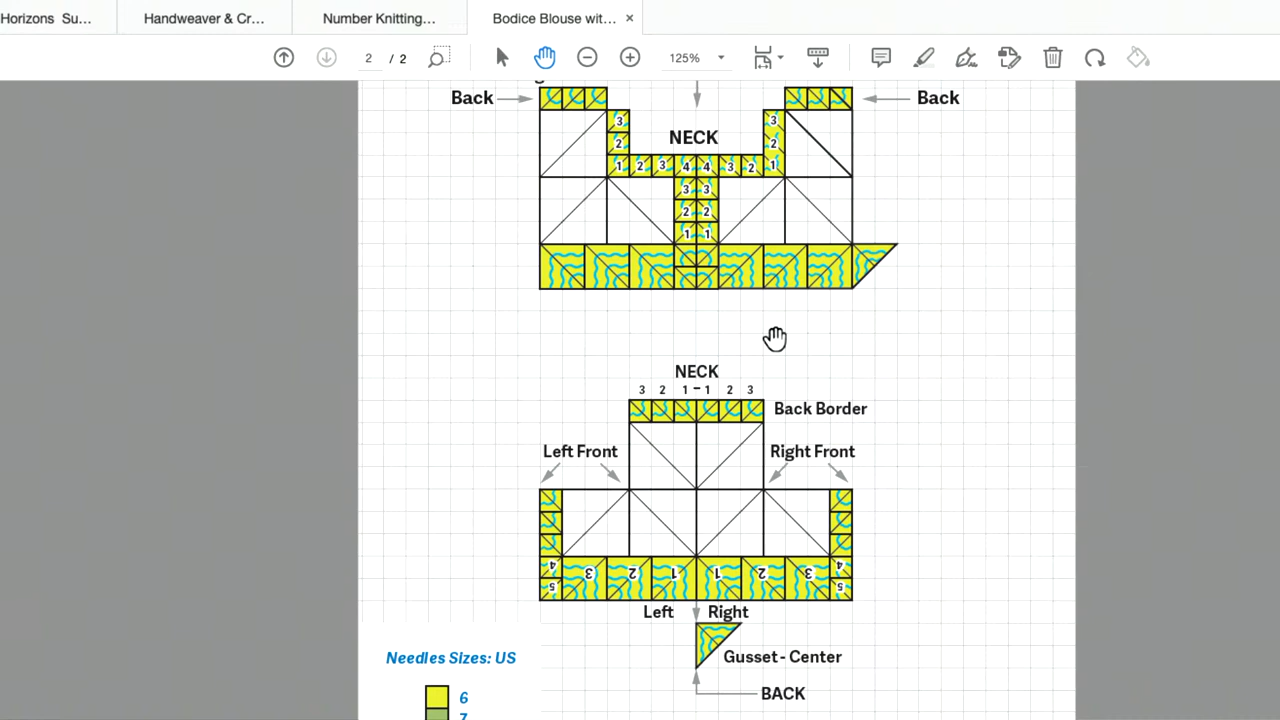 Horizons Su...
Handweaver & Cr...
Number Knitting...
Bodice Blouse wit... ×
2 / 2
125%
Back
Back
NECK
3 3
2 2
1 2 3 4 4 3 2 1
3 3
2 2
1 1
NECK
3 2 1 - 1 2 3
Back Border
Left Front
Right Front
4 3 2 1 1 2 3 4
5 5
Left Right
Gusset - Center
BACK
Needles Sizes: US
6
7